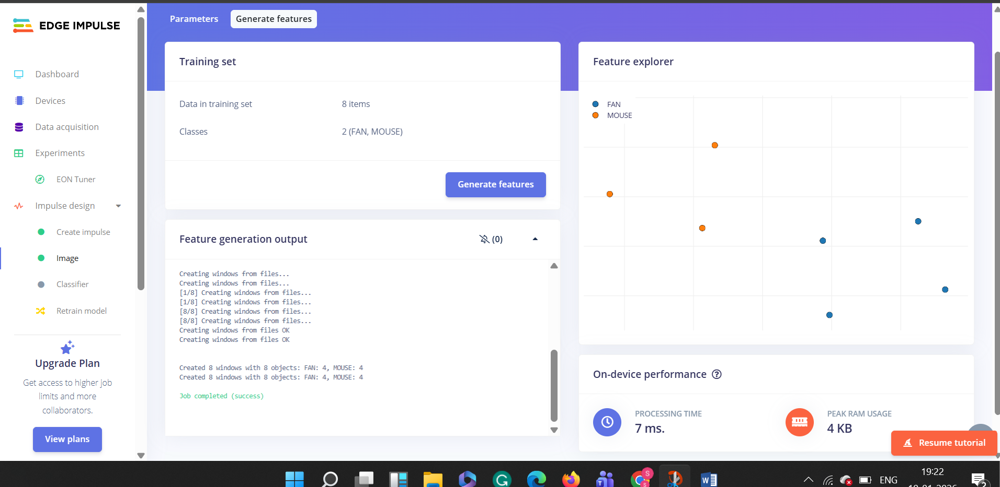 EDGE IMPULSE
Dashboard
Devices
Data acquisition
Experiments
EON Tuner
Impulse design
Create impulse
Image
Classifier
Retrain model
Upgrade Plan
Get access to higher job
limits and more
collaborators.
View plans
Parameters
Generate features
Training set
Data in training set 8 items
Classes 2 (FAN, MOUSE)
Generate features
Feature generation output (0)
Creating windows from files...
Creating windows from files...
[1/8] Creating windows from files...
[1/8] Creating windows from files...
[8/8] Creating windows from files...
[8/8] Creating windows from files...
Creating windows from files OK
Creating windows from files OK
Created 8 windows with 8 objects: FAN: 4, MOUSE: 4
Created 8 windows with 8 objects: FAN: 4, MOUSE: 4
Job completed (success)
Feature explorer
FAN
MOUSE
On-device performance ?
PROCESSING TIME
7 ms.
PEAK RAM USAGE
4 KB
Resume tutorial
ENG
19:22
2